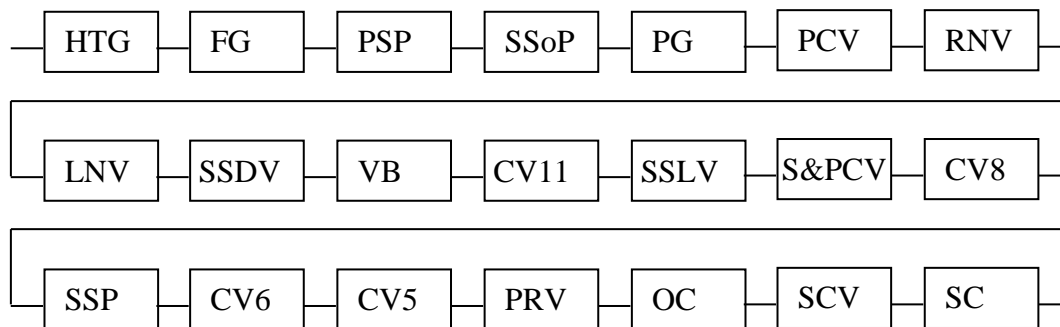 HTG FG PSP SSoP PG PCV RNV
LNV SSDV VB CV11 SSLV S&PCV CV8
SSP CV6 CV5 PRV OC SCV SC